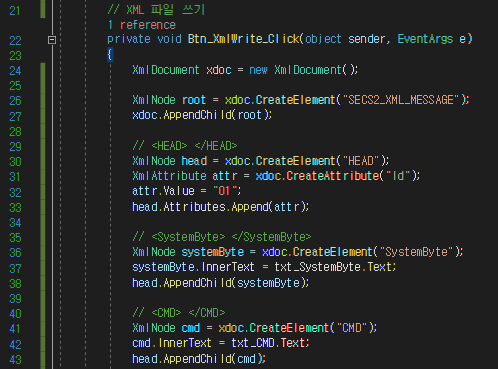 21 // XML 파일 쓰기
1 reference
22 private void Btn_XmlWrite_Click(object sender, EventArgs e)
23 {
24 XmlDocument xdoc = new XmlDocument();
25
26 XmlNode root = xdoc.CreateElement("SECS2_XML_MESSAGE");
27 xdoc.AppendChild(root);
28
29 // <HEAD> </HEAD>
30 XmlNode head = xdoc.CreateElement("HEAD");
31 XmlAttribute attr = xdoc.CreateAttribute("Id");
32 attr.Value = "01";
33 head.Attributes.Append(attr);
34
35 // <SystemByte> </SystemByte>
36 XmlNode systemByte = xdoc.CreateElement("SystemByte");
37 systemByte.InnerText = txt_SystemByte.Text;
38 head.AppendChild(systemByte);
39
40 // <CMD> </CMD>
41 XmlNode cmd = xdoc.CreateElement("CMD");
42 cmd.InnerText = txt_CMD.Text;
43 head.AppendChild(cmd);